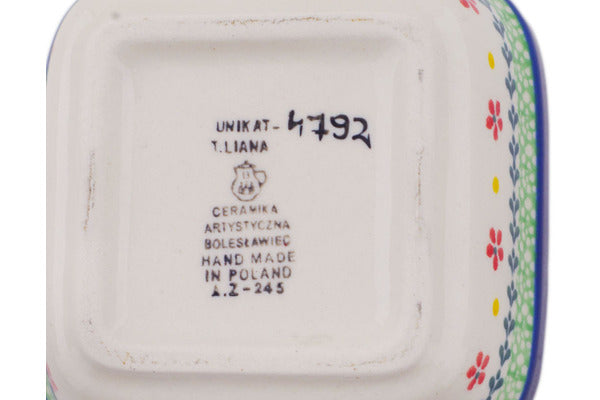 UNIKAT-4792
T.LIANA
CERAMIKA
ARTYSTYCZNA
BOLESŁAWIEC
HAND MADE
IN POLAND
A.Z-245